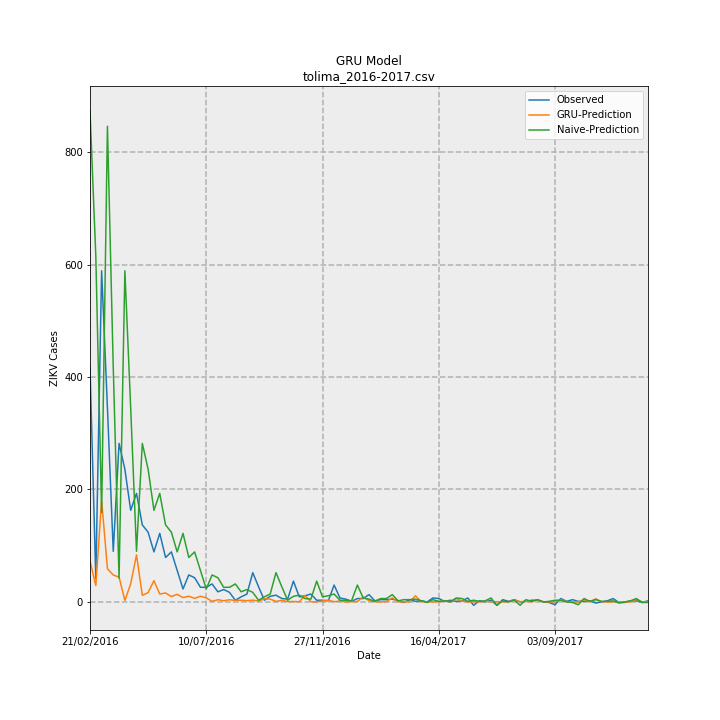 GRU Model
tolima_2016-2017.csv
Observed
GRU-Prediction
Naive-Prediction
800
600
400
200
0
ZIKV Cases
21/02/2016
10/07/2016
27/11/2016
16/04/2017
03/09/2017
Date